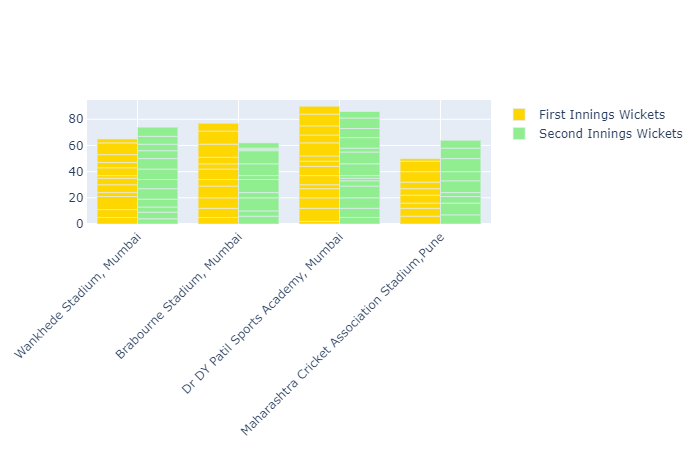 80
60
40
20
0
First Innings Wickets
Second Innings Wickets
Wankhede Stadium, Mumbai
Brabourne Stadium, Mumbai
Dr DY Patil Sports Academy, Mumbai
Maharashtra Cricket Association Stadium,Pune